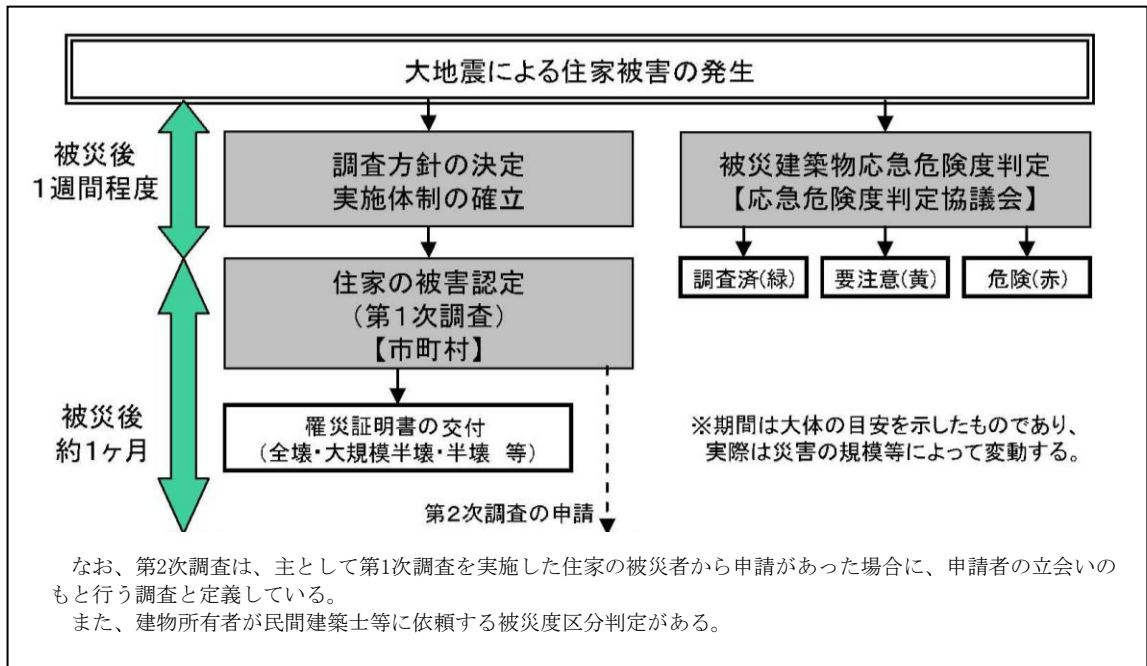 大地震による住家被害の発生
被災後
1週間程度
調査方針の決定
実施体制の確立
被災建築物応急危険度判定
【応急危険度判定協議会】
調査済(緑)
要注意(黄)
危険(赤)
住家の被害認定
(第1次調査)
【市町村】
被災後
約1ヶ月
罹災証明書の交付
(全壊・大規模半壊・半壊 等)
※期間は大体の目安を示したものであり、
実際は災害の規模等によって変動する。
第2次調査の申請
なお、第2次調査は、主として第1次調査を実施した住家の被災者から申請があった場合に、申請者の立会いの
もと行う調査と定義している。
また、建物所有者が民間建築士等に依頼する被災度区分判定がある。